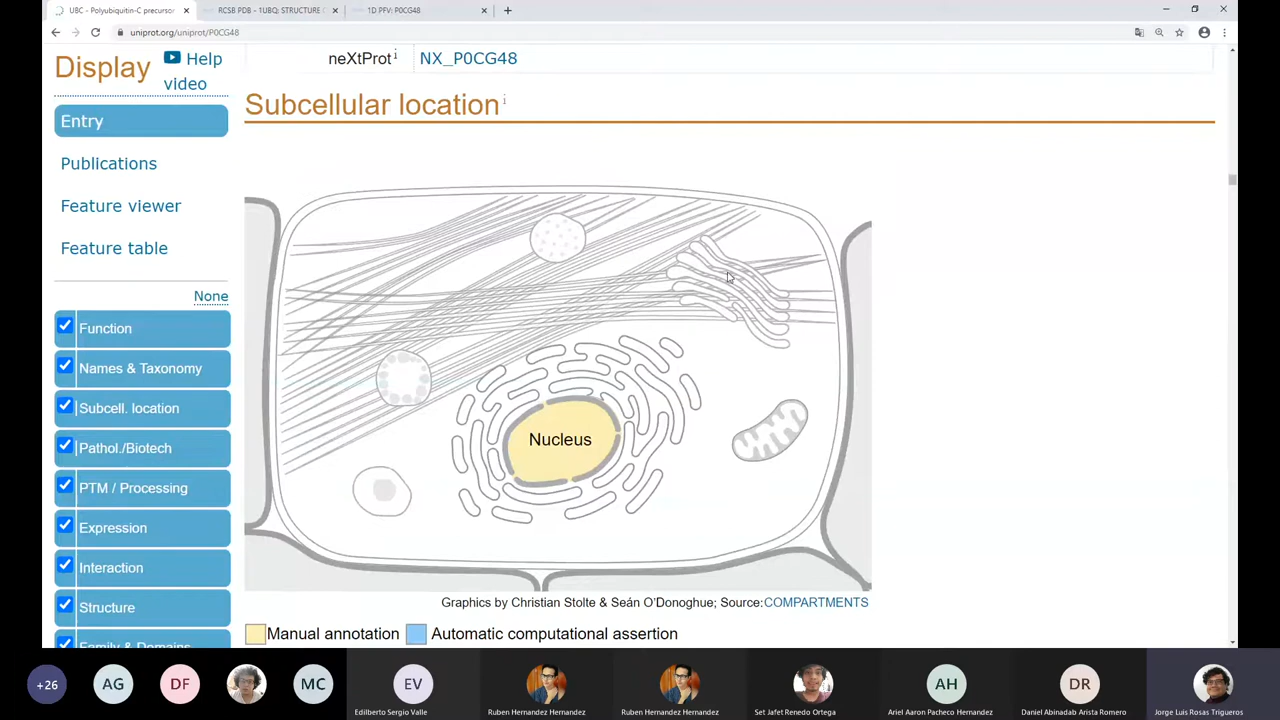 UBC - Polyubiquitin-C precursor
RCSB PDB - 1UBQ: STRUCTURE
1D PFV: P0CG48
uniprot.org/uniprot/P0CG48
Display
Help
video
Entry
Publications
Feature viewer
Feature table
None
Function
Names & Taxonomy
Subcell. location
Pathol./Biotech
PTM / Processing
Expression
Interaction
Structure
Family & Domains
neXtProt i
NX_P0CG48
Subcellular location i
Nucleus
Graphics by Christian Stolte & Seán O'Donoghue; Source:COMPARTMENTS
Manual annotation
Automatic computational assertion
+26
AG
DF
MC
EV
Edilberto Sergio Valle
Ruben Hernandez Hernandez
Ruben Hernandez Hernandez
Set Jafet Renedo Ortega
AH
Ariel Aaron Pacheco Hernandez
DR
Daniel Abinadab Arista Romero
Jorge Luis Rosas Trigueros